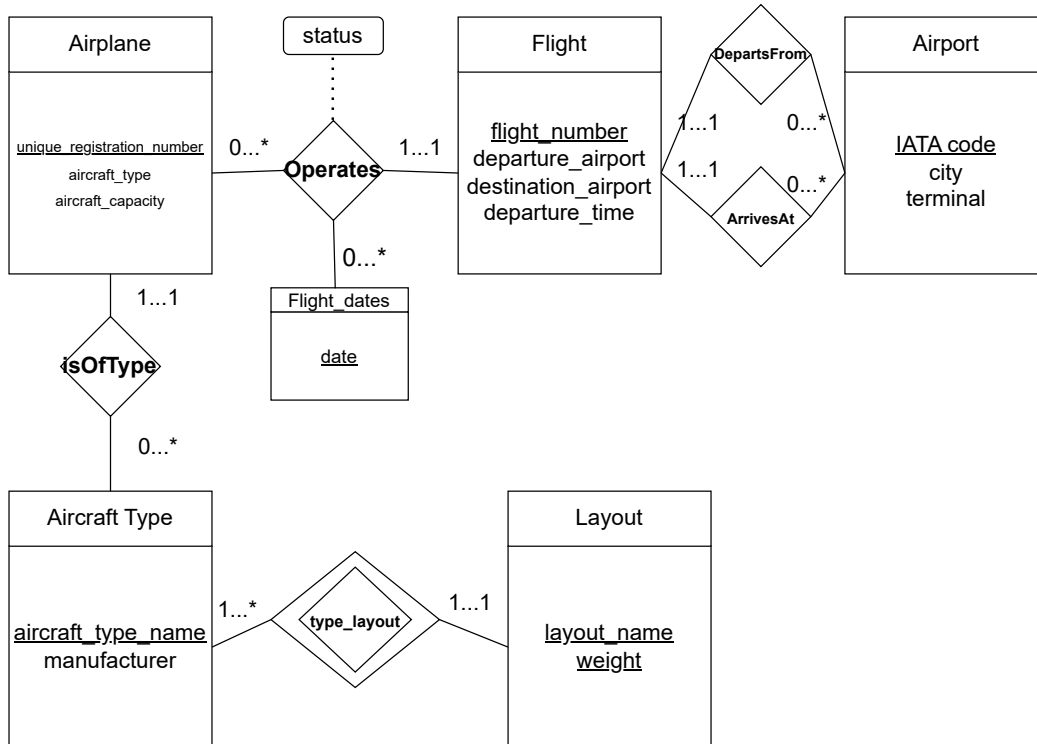 Airplane
status
Flight
DepartsFrom
Airport
unique_registration_number
aircraft_type
aircraft_capacity
0...*
Operates
1...1
flight_number
departure_airport
destination_airport
departure_time
1...1
0...*
1...1
0...*
ArrivesAt
IATA code
city
terminal
0...*
Flight_dates
date
1...1
isOfType
0...*
Aircraft Type
Layout
aircraft_type_name
manufacturer
1...*
type_layout
1...1
layout_name
weight